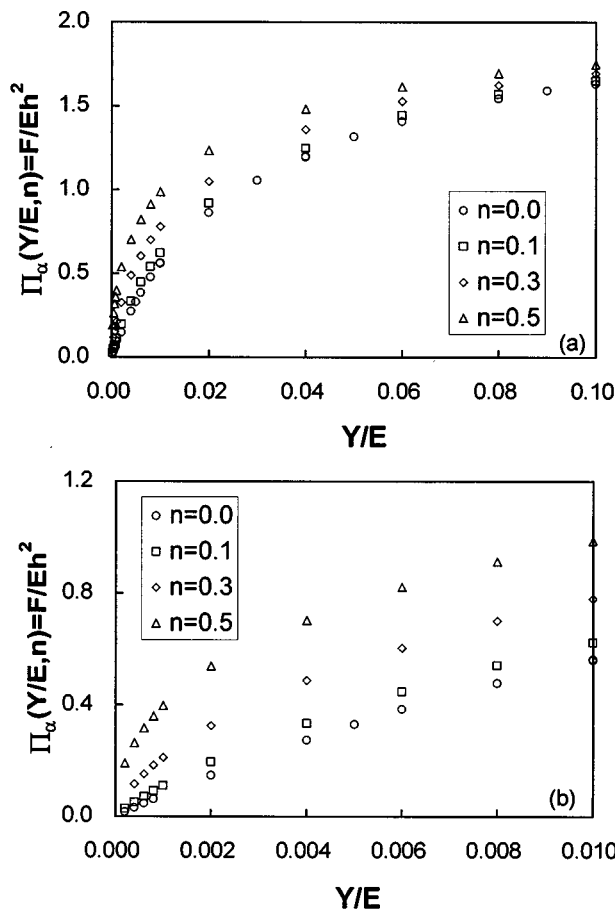 2.0
1.5
1.0
0.5
0.0
Πα(Y/E,n)=F/Eh²
n=0.0
n=0.1
n=0.3
n=0.5
(a)
0.00 0.02 0.04 0.06 0.08 0.10
Y/E
1.2
0.8
0.4
0.0
Πα(Y/E,n)=F/Eh²
n=0.0
n=0.1
n=0.3
n=0.5
(b)
0.000 0.002 0.004 0.006 0.008 0.010
Y/E